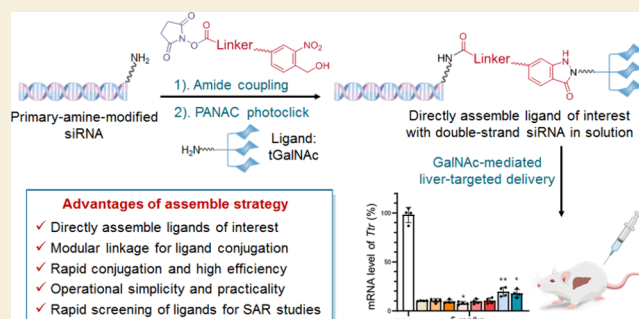 O
N-O
O
O
Linker
NO₂
OH
NH₂
1). Amide coupling
2). PANAC photoclick
Primary-amine-modified
siRNA
H₂N
Ligand:
tGalNAc
HN
O
Linker
H
N
N
O
Directly assemble ligand of interest
with double-strand siRNA in solution
GalNAc-mediated
liver-targeted delivery
Advantages of assemble strategy
✓ Directly assemble ligands of interest
✓ Modular linkage for ligand conjugation
✓ Rapid conjugation and high efficiency
✓ Operational simplicity and practicality
✓ Rapid screening of ligands for SAR studies
mRNA level of Ttr (%)
100
50
0
*
**
*